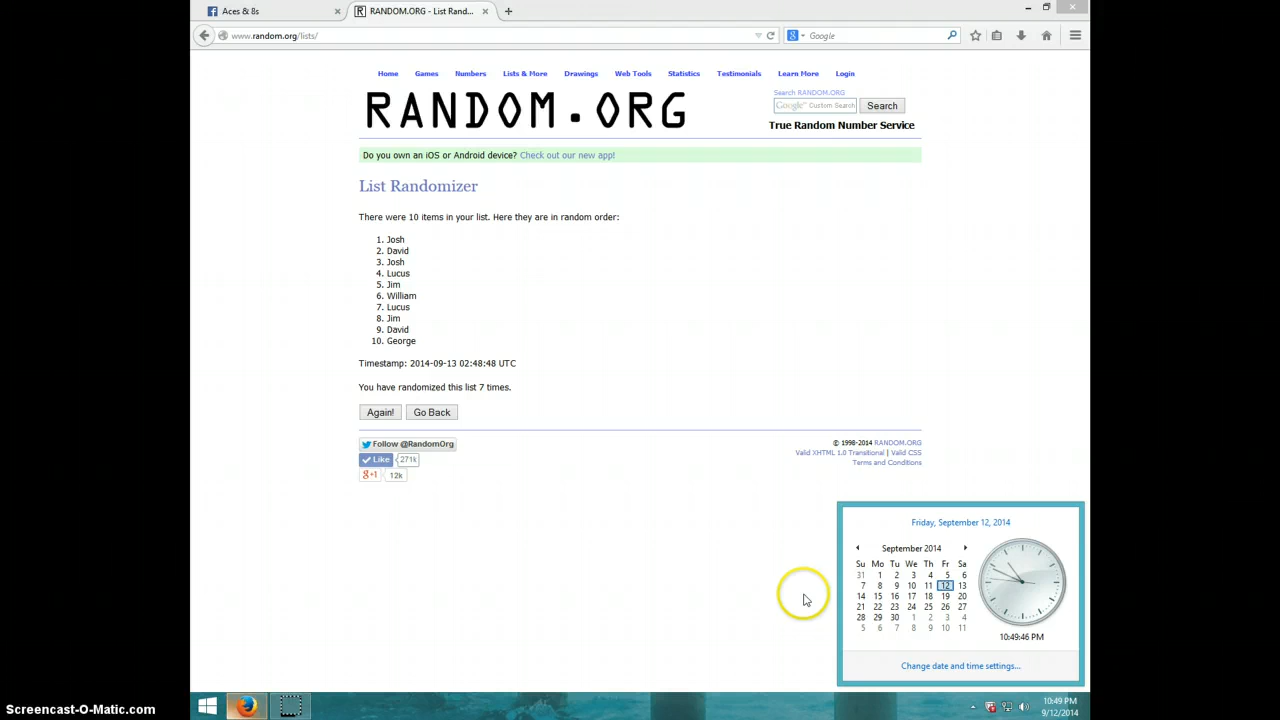 Aces & 8s
RANDOM.ORG - List Rand...
www.random.org/lists/
Google
Home Games Numbers Lists & More Drawings Web Tools Statistics Testimonials Learn More Login
Search RANDOM.ORG
Google™ Custom Search Search
RANDOM.ORG
True Random Number Service
Do you own an iOS or Android device? Check out our new app!
List Randomizer
There were 10 items in your list. Here they are in random order:
1. Josh
2. David
3. Josh
4. Lucus
5. Jim
6. William
7. Lucus
8. Jim
9. David
10. George
Timestamp: 2014-09-13 02:48:48 UTC
You have randomized this list 7 times.
Again! Go Back
Follow @RandomOrg
Like 271k
g+1 12k
© 1998-2014 RANDOM.ORG
Valid XHTML 1.0 Transitional | Valid CSS
Terms and Conditions
Friday, September 12, 2014
September 2014
Su Mo Tu We Th Fr Sa
31 1 2 3 4 5 6
7 8 9 10 11 12 13
14 15 16 17 18 19 20
21 22 23 24 25 26 27
28 29 30 1 2 3 4
5 6 7 8 9 10 11
10:49:46 PM
Change date and time settings...
10:49 PM
9/12/2014
Screencast-O-Matic.com